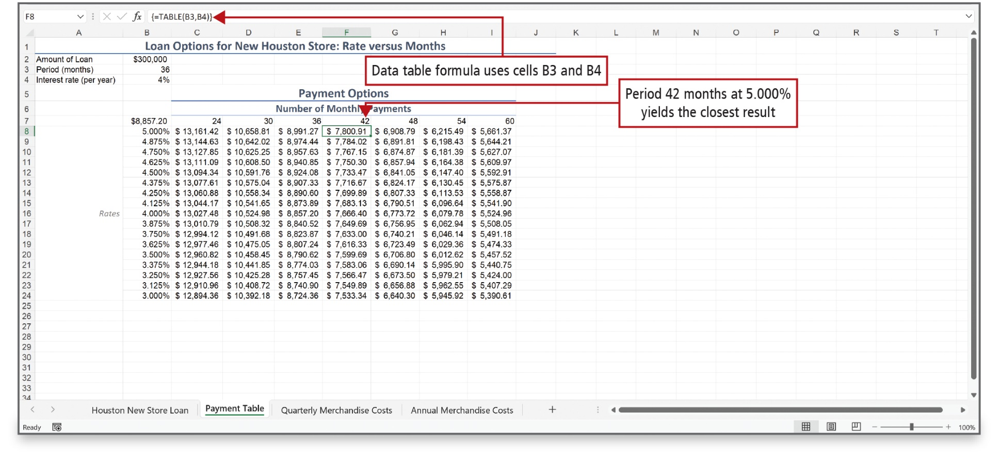 F8 fx {=TABLE(B3,B4)}
A B C D E F G H I J K L M N O P Q R S T
1 Loan Options for New Houston Store: Rate versus Months
2 Amount of Loan $300,000
3 Period (months) 36
Data table formula uses cells B3 and B4
4 Interest rate (per year) 4%
5 Payment Options
Period 42 months at 5.000%
yields the closest result
6 Number of Monthly Payments
7 $8,857.20 24 30 36 42 48 54 60
8 5.000% $ 13,161.42 $ 10,658.81 $ 8,991.27 $ 7,800.91 $ 6,908.79 $ 6,215.49 $ 5,661.37
9 4.875% $ 13,144.63 $ 10,642.02 $ 8,974.44 $ 7,784.02 $ 6,891.81 $ 6,198.43 $ 5,644.21
10 4.750% $ 13,127.85 $ 10,625.25 $ 8,957.63 $ 7,767.15 $ 6,874.87 $ 6,181.39 $ 5,627.07
11 4.625% $ 13,111.09 $ 10,608.50 $ 8,940.85 $ 7,750.30 $ 6,857.94 $ 6,164.38 $ 5,609.97
12 4.500% $ 13,094.34 $ 10,591.76 $ 8,924.08 $ 7,733.47 $ 6,841.05 $ 6,147.40 $ 5,592.91
13 4.375% $ 13,077.61 $ 10,575.04 $ 8,907.33 $ 7,716.67 $ 6,824.17 $ 6,130.45 $ 5,575.87
14 4.250% $ 13,060.88 $ 10,558.34 $ 8,890.60 $ 7,699.89 $ 6,807.33 $ 6,113.53 $ 5,558.87
15 4.125% $ 13,044.17 $ 10,541.65 $ 8,873.89 $ 7,683.13 $ 6,790.51 $ 6,096.64 $ 5,541.90
16 Rates 4.000% $ 13,027.48 $ 10,524.98 $ 8,857.20 $ 7,666.40 $ 6,773.72 $ 6,079.78 $ 5,524.96
17 3.875% $ 13,010.79 $ 10,508.32 $ 8,840.52 $ 7,649.69 $ 6,756.95 $ 6,062.94 $ 5,508.05
18 3.750% $ 12,994.12 $ 10,491.68 $ 8,823.87 $ 7,633.00 $ 6,740.21 $ 6,046.14 $ 5,491.18
19 3.625% $ 12,977.46 $ 10,475.05 $ 8,807.24 $ 7,616.33 $ 6,723.49 $ 6,029.36 $ 5,474.33
20 3.500% $ 12,960.82 $ 10,458.45 $ 8,790.62 $ 7,599.69 $ 6,706.80 $ 6,012.62 $ 5,457.52
21 3.375% $ 12,944.18 $ 10,441.85 $ 8,774.03 $ 7,583.06 $ 6,690.14 $ 5,995.90 $ 5,440.75
22 3.250% $ 12,927.56 $ 10,425.28 $ 8,757.45 $ 7,566.47 $ 6,673.50 $ 5,979.21 $ 5,424.00
23 3.125% $ 12,910.96 $ 10,408.72 $ 8,740.90 $ 7,549.89 $ 6,656.88 $ 5,962.55 $ 5,407.29
24 3.000% $ 12,894.36 $ 10,392.18 $ 8,724.36 $ 7,533.34 $ 6,640.30 $ 5,945.92 $ 5,390.61
25
26
27
28
29
30
31
32
33
34
Houston New Store Loan Payment Table Quarterly Merchandise Costs Annual Merchandise Costs +
Ready − + 100%